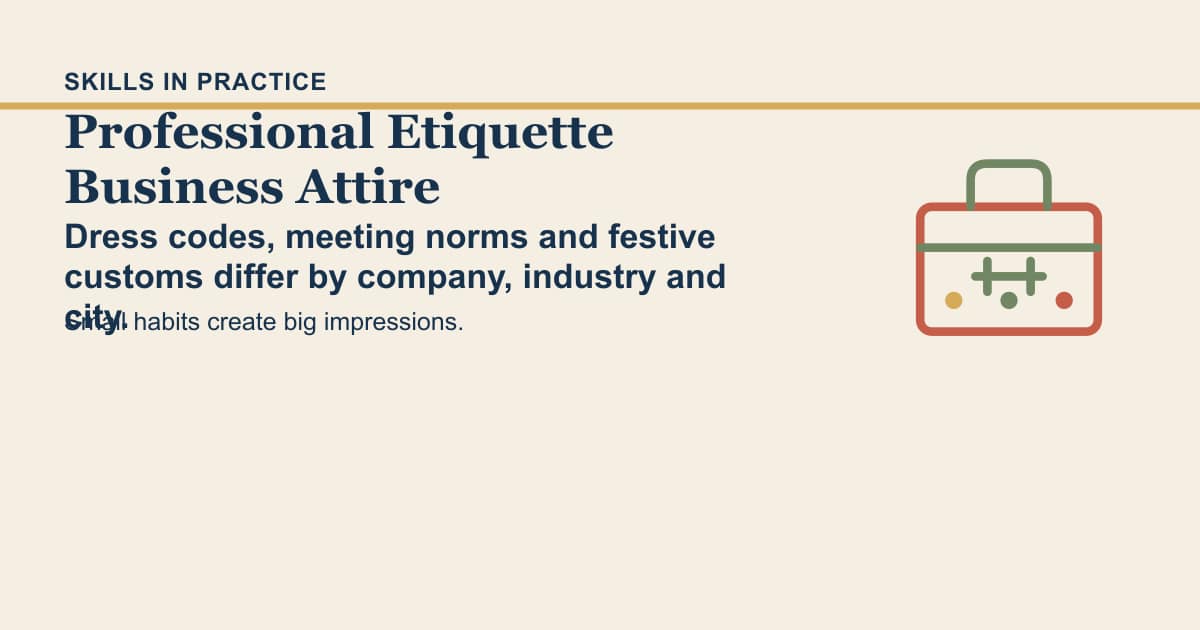 SKILLS IN PRACTICE
Professional Etiquette
Business Attire
Dress codes, meeting norms and festive
customs differ by company, industry and
city.
Small habits create big impressions.